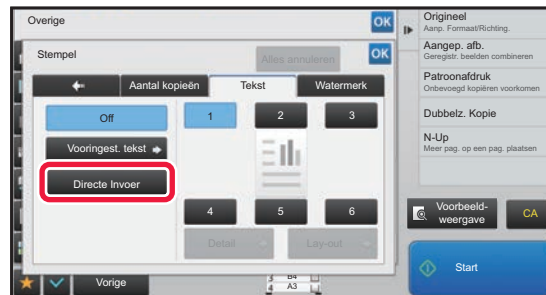 Overige
OK
Stempel
Alles annuleren
OK
Aantal kopieën
Tekst
Watermerk
Off
Vooringest. tekst
Directe Invoer
1
2
3
4
5
6
Detail
Lay-out
Vorige
3 B4
4 A3
Origineel
Aanp. Formaat/Richting.
Aangep. afb.
Geregistr. beelden combineren
Patroonafdruk
Onbevoegd kopiëren voorkomen
Dubbelz. Kopie
N-Up
Meer pag. op een pag. plaatsen
Voorbeeld-
weergave
CA
Start